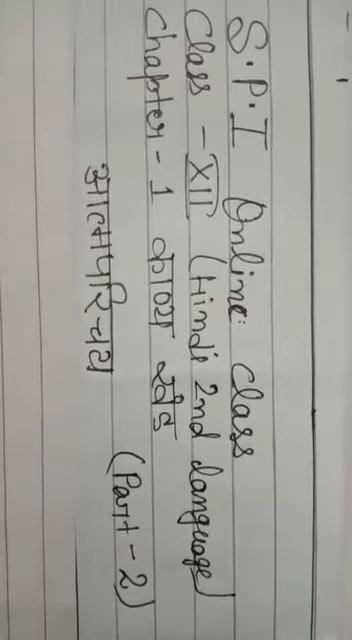 S.P.I Online class
Class - XII (Hindi 2nd Language)
Chapter - 1 काव्य खंड
आत्मपरिचय
(Part - 2)